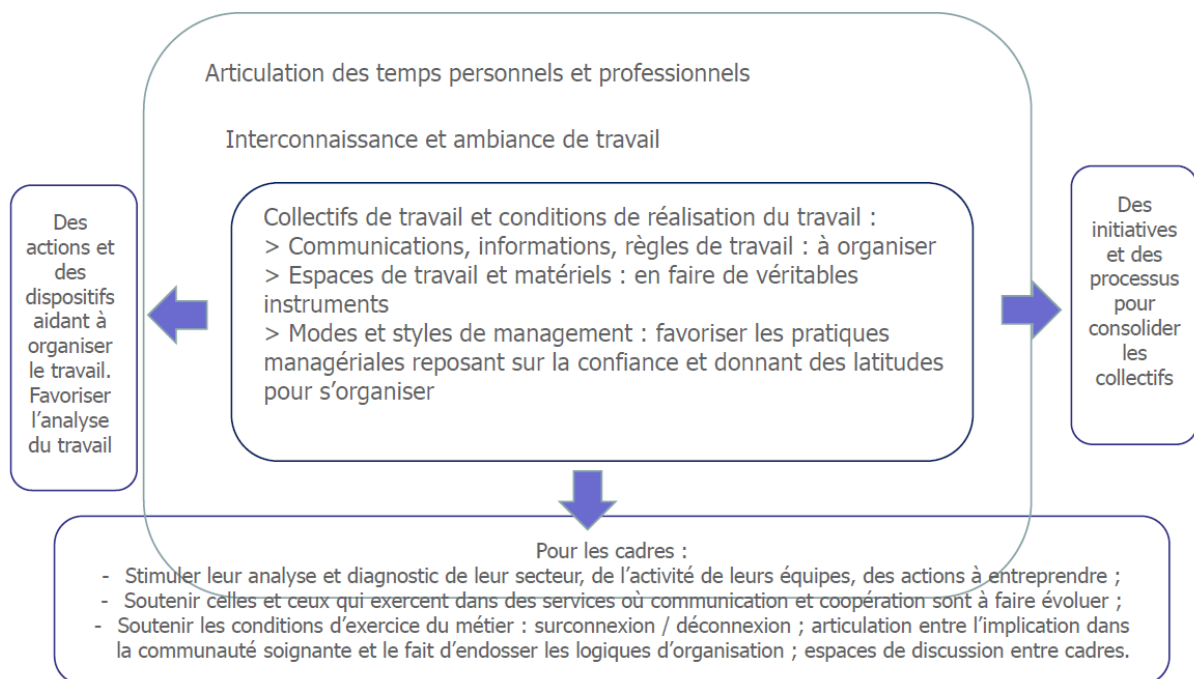 Articulation des temps personnels et professionnels
Interconnaissance et ambiance de travail
Des
actions et
des
dispositifs
aidant à
organiser
le travail.
Favoriser
l’analyse
du travail
Collectifs de travail et conditions de réalisation du travail :
> Communications, informations, règles de travail : à organiser
> Espaces de travail et matériels : en faire de véritables
instruments
> Modes et styles de management : favoriser les pratiques
managériales reposant sur la confiance et donnant des latitudes
pour s’organiser
Des
initiatives
et des
processus
pour
consolider
les
collectifs
Pour les cadres :
- Stimuler leur analyse et diagnostic de leur secteur, de l’activité de leurs équipes, des actions à entreprendre ;
- Soutenir celles et ceux qui exercent dans des services où communication et coopération sont à faire évoluer ;
- Soutenir les conditions d’exercice du métier : surconnexion / déconnexion ; articulation entre l’implication dans
la communauté soignante et le fait d’endosser les logiques d’organisation ; espaces de discussion entre cadres.